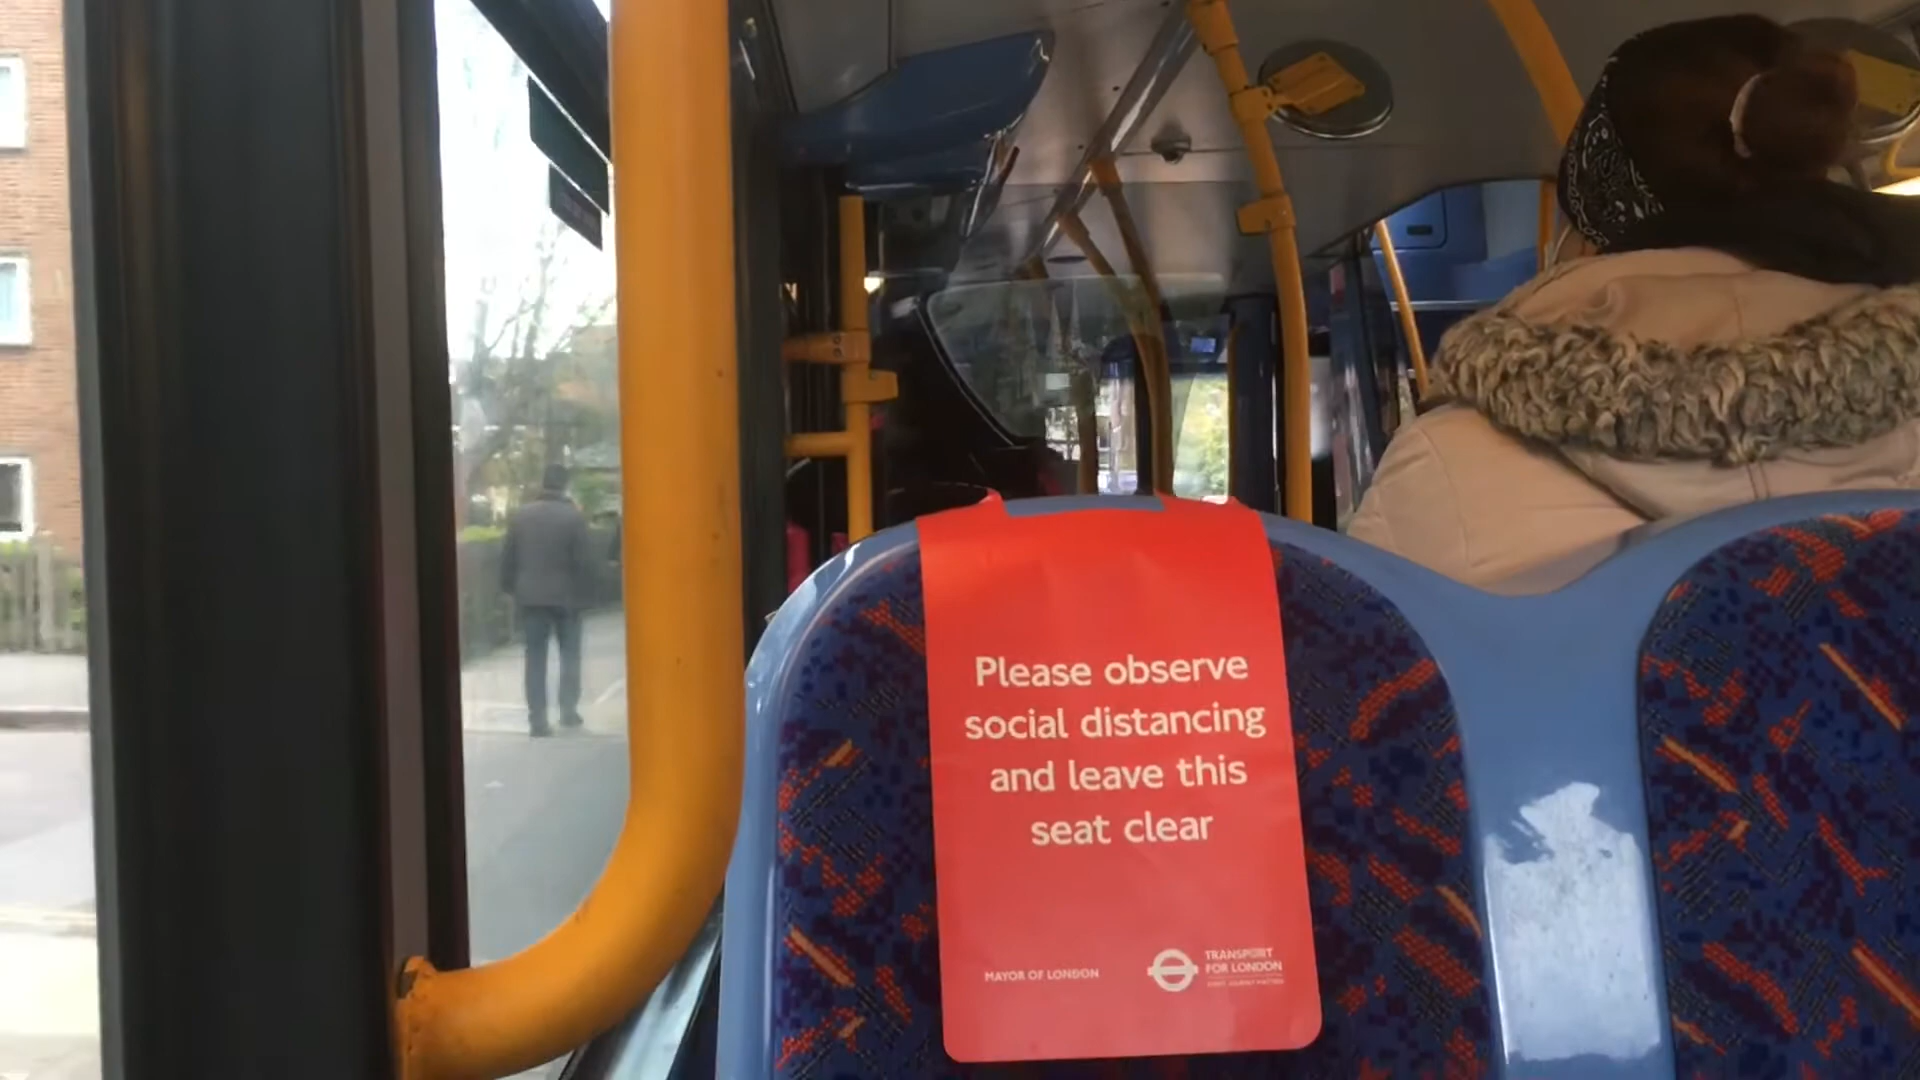 Please observe
social distancing
and leave this
seat clear
MAYOR OF LONDON
TRANSPORT
FOR LONDON